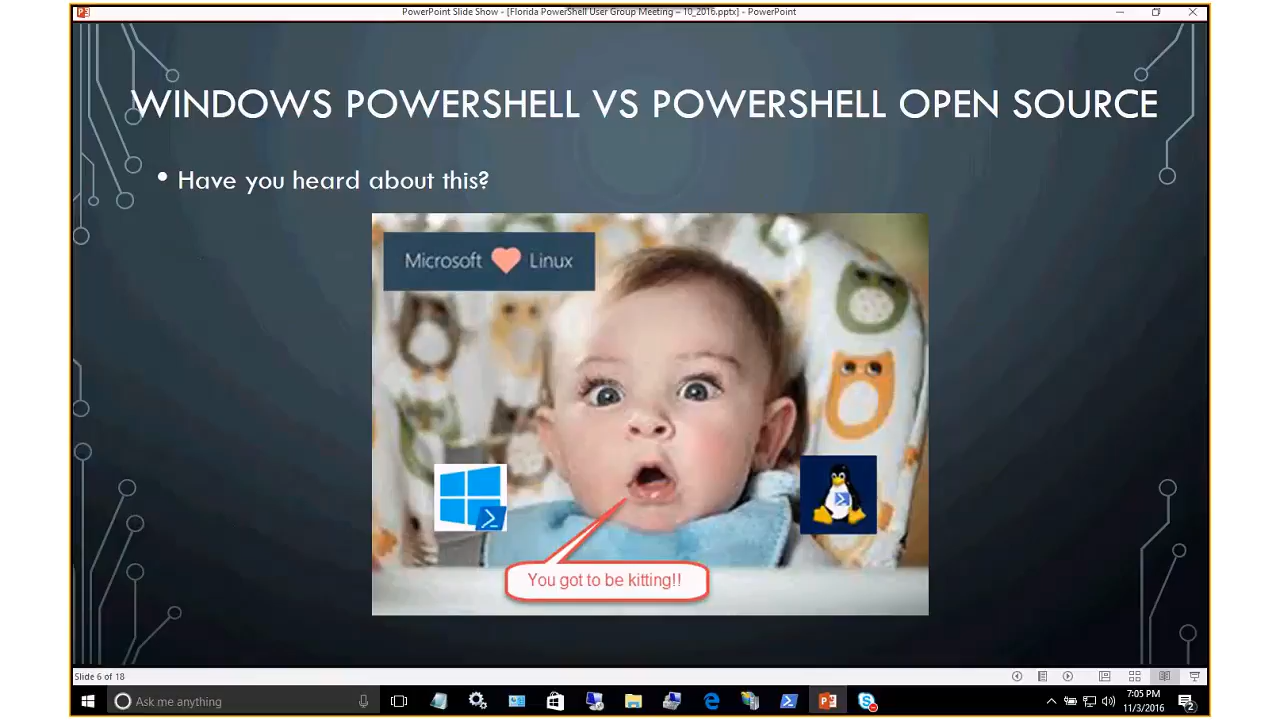 PowerPoint Slide Show - [Florida PowerShell User Group Meeting – 10_2016.pptx] - PowerPoint
WINDOWS POWERSHELL VS POWERSHELL OPEN SOURCE
• Have you heard about this?
Microsoft Linux
You got to be kitting!!
Slide 6 of 18
Ask me anything
7:05 PM
11/3/2016
2